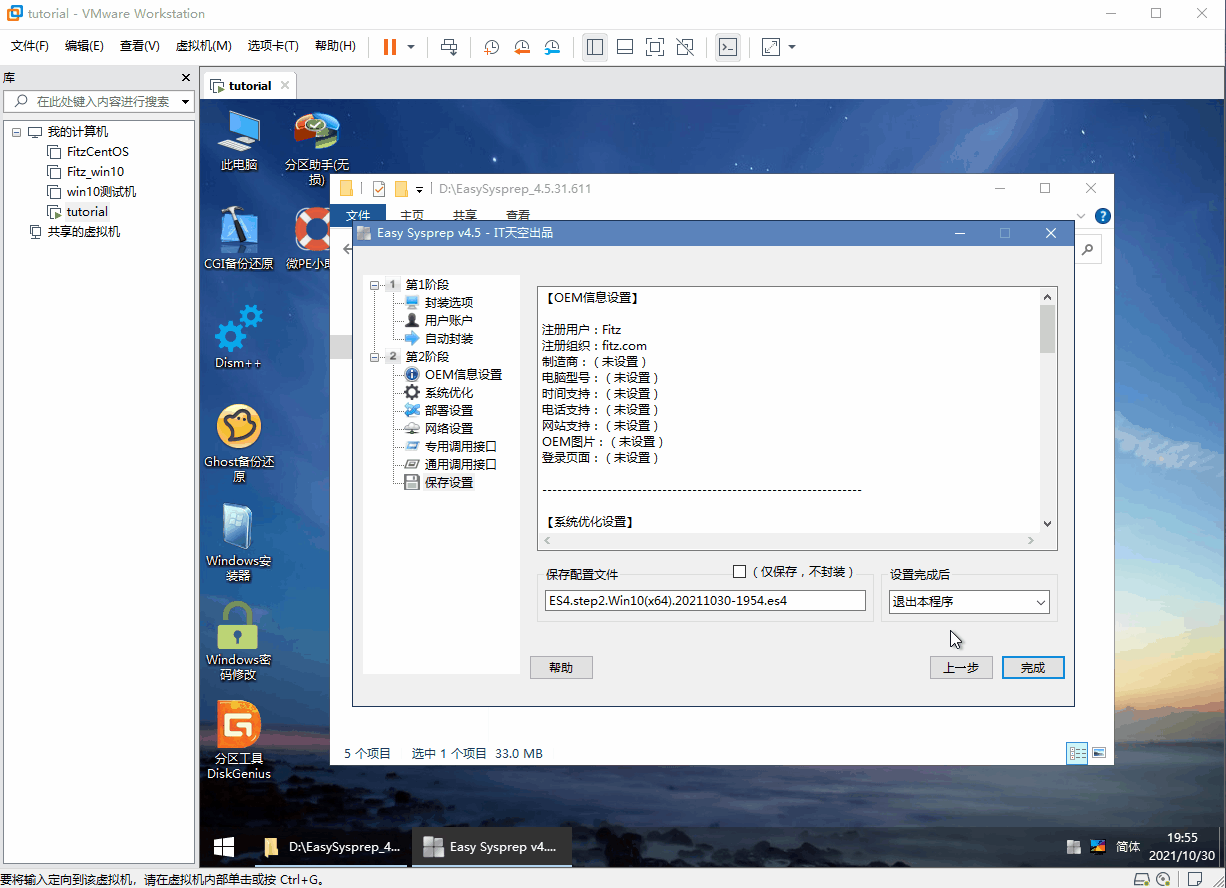 tutorial - VMware Workstation
文件(F) 编辑(E) 查看(V) 虚拟机(M) 选项卡(T) 帮助(H)
库
在此处键入内容进行搜索
我的计算机
FitzCentOS
Fitz_win10
win10测试机
tutorial
共享的虚拟机
tutorial
此电脑
分区助手(无损)
CGI备份还原
微PE小助
Dism++
Ghost备份还
原
Windows安
装器
Windows密
码修改
分区工具
DiskGenius
D:\EasySysprep_4.5.31.611
文件 主页 共享 查看
Easy Sysprep v4.5 - IT天空出品
1 第1阶段
封装选项
用户账户
自动封装
2 第2阶段
OEM信息设置
系统优化
部署设置
网络设置
专用调用接口
通用调用接口
保存设置
【OEM信息设置】
注册用户：Fitz
注册组织：fitz.com
制造商：（未设置）
电脑型号：（未设置）
时间支持：（未设置）
电话支持：（未设置）
网站支持：（未设置）
OEM图片：（未设置）
登录页面：（未设置）
----------------------------------------------------------------
【系统优化设置】
保存配置文件
（仅保存，不封装）
ES4.step2.Win10(x64).20211030-1954.es4
设置完成后
退出本程序
帮助
上一步
完成
5 个项目 选中 1 个项目 33.0 MB
D:\EasySysprep_4...
Easy Sysprep v4....
简体
19:55
2021/10/30
要将输入定向到该虚拟机，请在虚拟机内部单击或按 Ctrl+G。